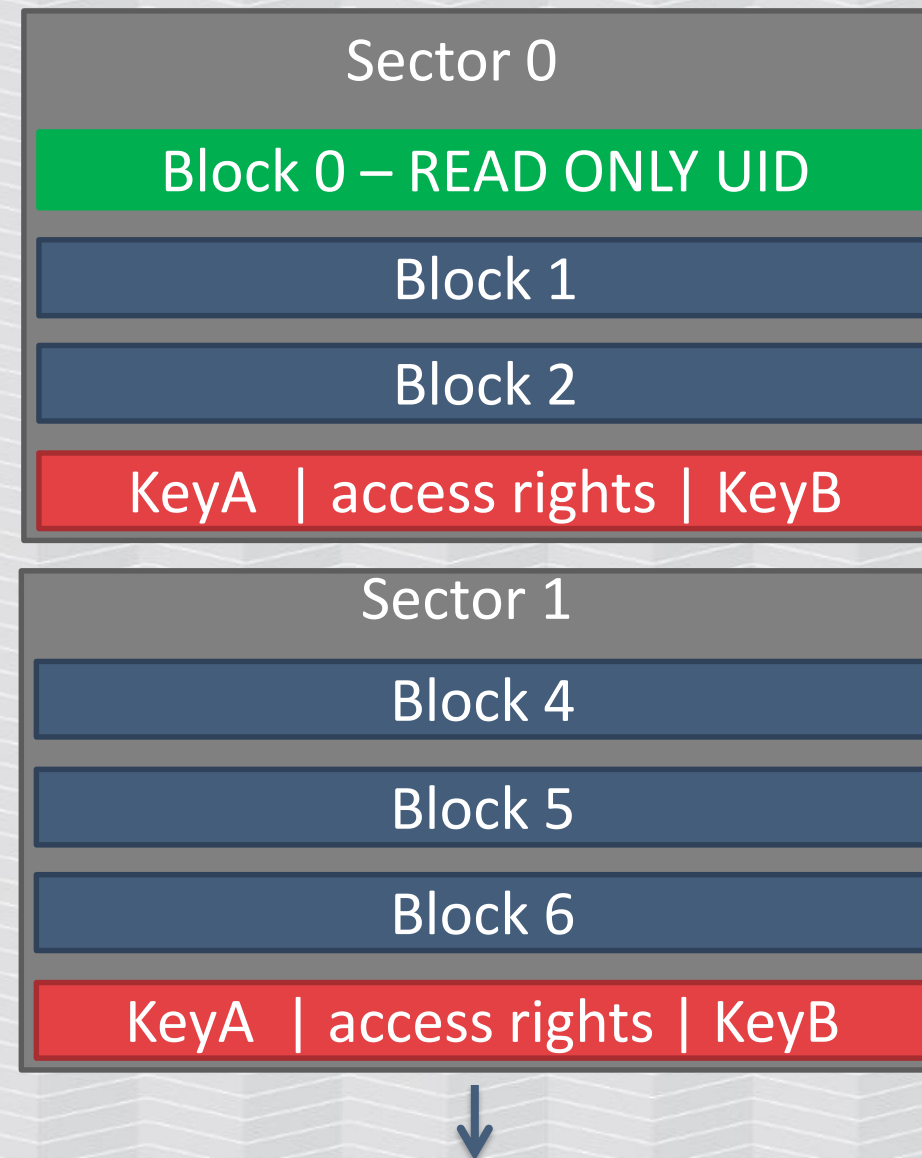 Sector 0
Block 0 – READ ONLY UID
Block 1
Block 2
KeyA | access rights | KeyB
Sector 1
Block 4
Block 5
Block 6
KeyA | access rights | KeyB